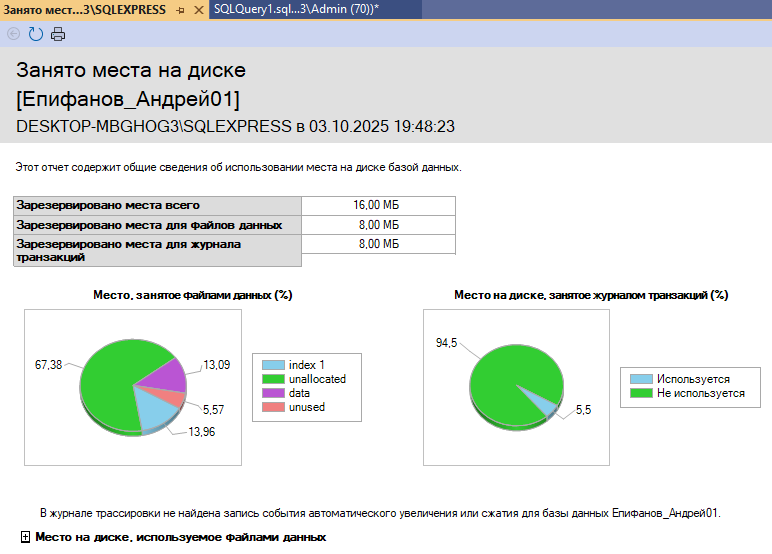 Занято мест...3\SQLEXPRESS
SQLQuery1.sql...3\Admin (70))*
Занято места на диске
[Епифанов_Андрей01]
DESKTOP-MBGHOG3\SQLEXPRESS в 03.10.2025 19:48:23
Этот отчет содержит общие сведения об использовании места на диске базой данных.
Зарезервировано места всего 16,00 МБ
Зарезервировано места для файлов данных 8,00 МБ
Зарезервировано места для журнала 8,00 МБ
транзакций
Место, занятое файлами данных (%)
67,38
13,09
5,57
13,96
index 1
unallocated
data
unused
Место на диске, занятое журналом транзакций (%)
94,5
5,5
Используется
Не используется
В журнале трассировки не найдена запись события автоматического увеличения или сжатия для базы данных Епифанов_Андрей01.
Место на диске, используемое файлами данных